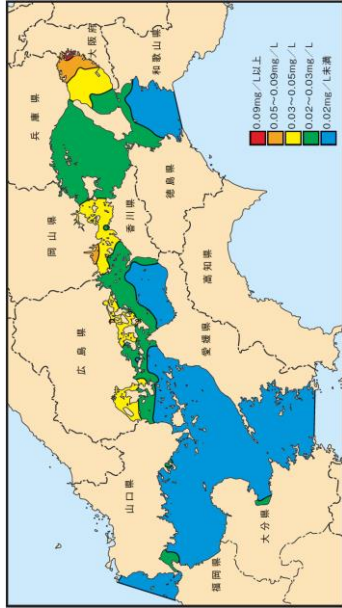 兵庫県
大阪府
和歌山県
岡山県
香川県
徳島県
広島県
高知県
愛媛県
山口県
大分県
福岡県
0.09mg/L以上
0.05~0.09mg/L
0.03~0.05mg/L
0.02~0.03mg/L
0.02mg/L未満